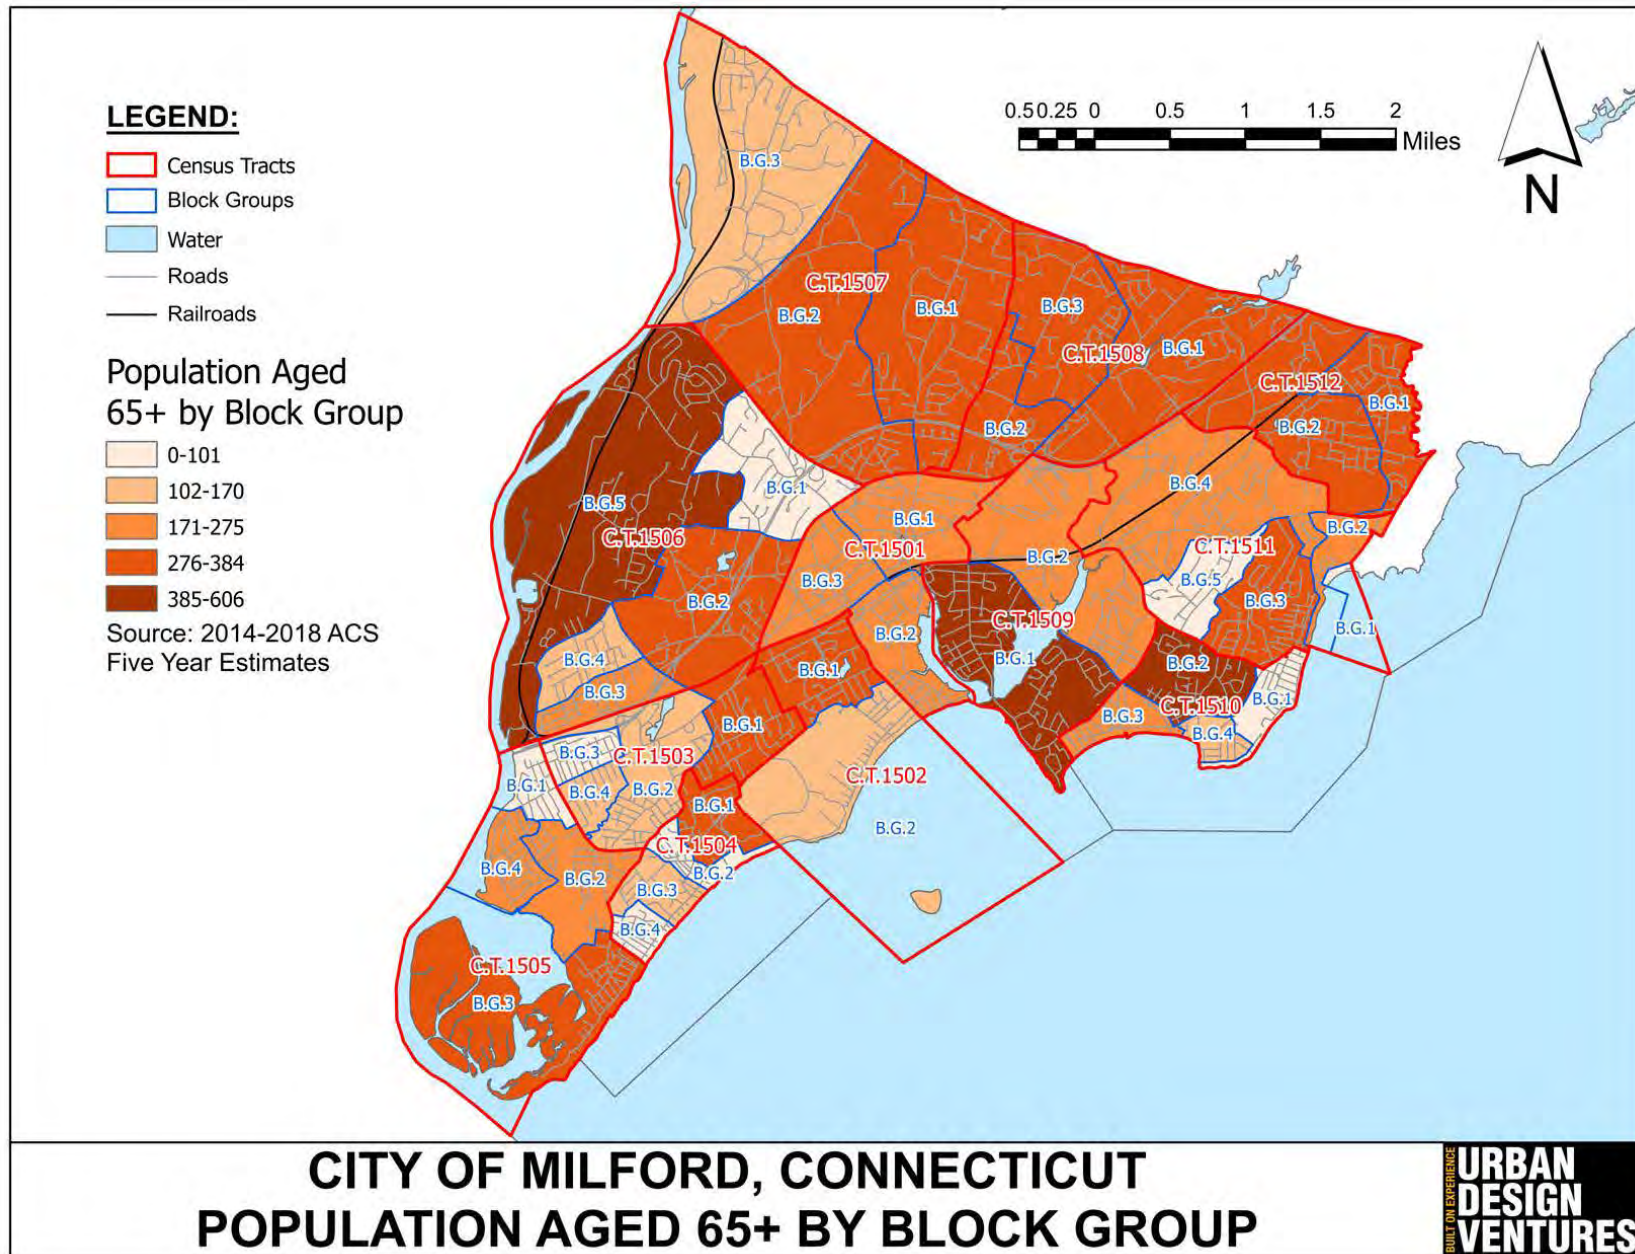 LEGEND:
Census Tracts
Block Groups
Water
Roads
Railroads
Population Aged
65+ by Block Group
0-101
102-170
171-275
276-384
385-606
Source: 2014-2018 ACS
Five Year Estimates
0.5 0.25 0 0.5 1 1.5 2
Miles
N
B.G.3
C.T.1507
B.G.2
B.G.1
B.G.3
C.T.1508
B.G.1
B.G.2
C.T.1512
B.G.1
B.G.2
B.G.5
C.T.1506
B.G.1
B.G.2
B.G.4
B.G.3
B.G.1
C.T.1501
B.G.3
B.G.2
B.G.4
B.G.2
C.T.1511
B.G.5
B.G.3
B.G.1
B.G.2
C.T.1509
B.G.1
B.G.2
C.T.1510
B.G.1
B.G.3
B.G.4
B.G.1
B.G.1
C.T.1502
B.G.2
B.G.3
C.T.1503
B.G.4
B.G.2
B.G.1
B.G.1
C.T.1504
B.G.2
B.G.3
B.G.4
B.G.4
B.G.2
C.T.1505
B.G.3
CITY OF MILFORD, CONNECTICUT
POPULATION AGED 65+ BY BLOCK GROUP
BUILT ON EXPERIENCE
URBAN
DESIGN
VENTURES